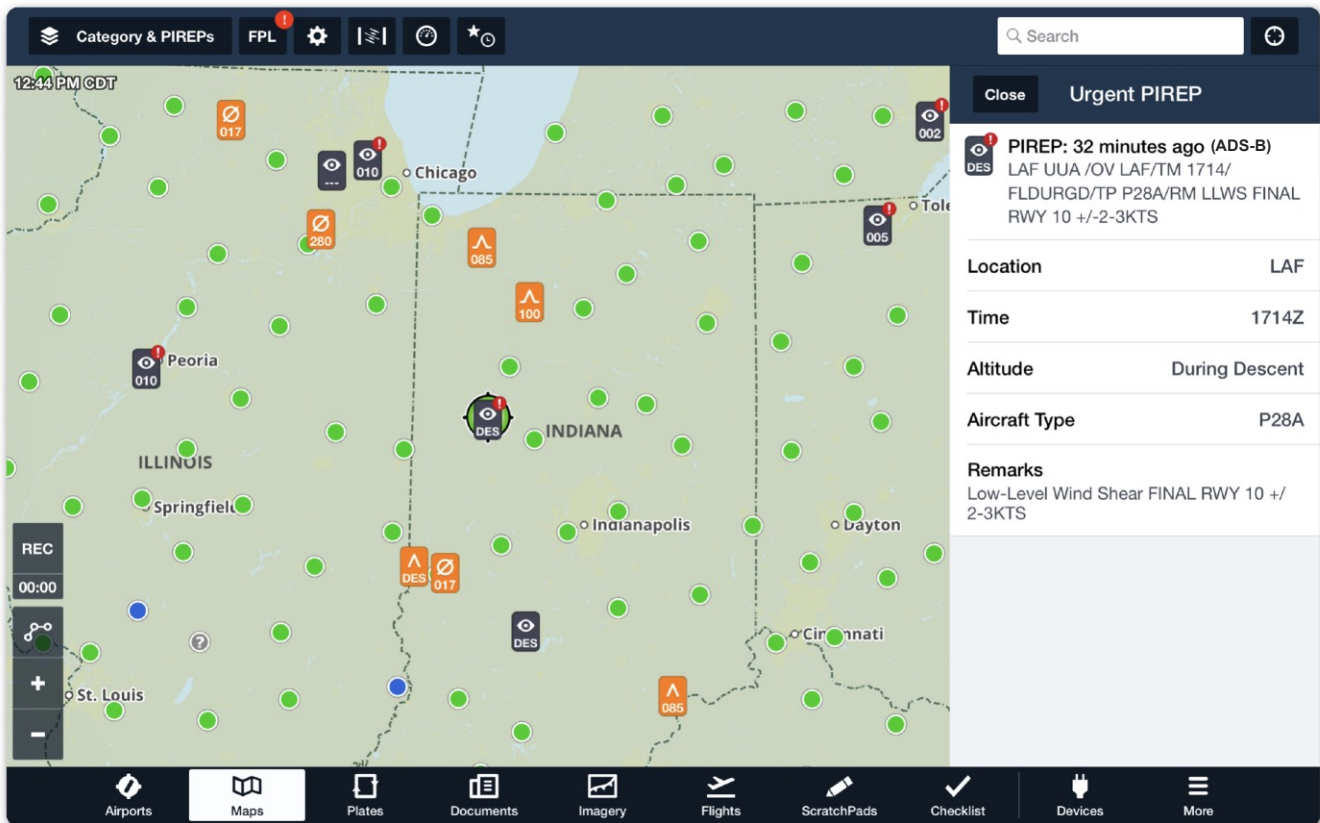 Category & PIREPs
FPL
!
Search
12:44 PM CDT
Close
Urgent PIREP
017
!
010
---
Chicago
!
002
!
DES
PIREP: 32 minutes ago (ADS-B)
LAF UUA /OV LAF/TM 1714/
FLDURGD/TP P28A/RM LLWS FINAL
RWY 10 +/-2-3KTS
280
085
!
005
Tole
Location LAF
100
Time 1714Z
!
010
Peoria
Altitude During Descent
!
DES
INDIANA
Aircraft Type P28A
ILLINOIS
Remarks
Low-Level Wind Shear FINAL RWY 10 +/
2-3KTS
Springfiel
Indianapolis
Dayton
REC
00:00
DES
017
DES
?
Cincinnati
085
St. Louis
+
−
Airports
Maps
Plates
Documents
Imagery
Flights
ScratchPads
Checklist
Devices
More